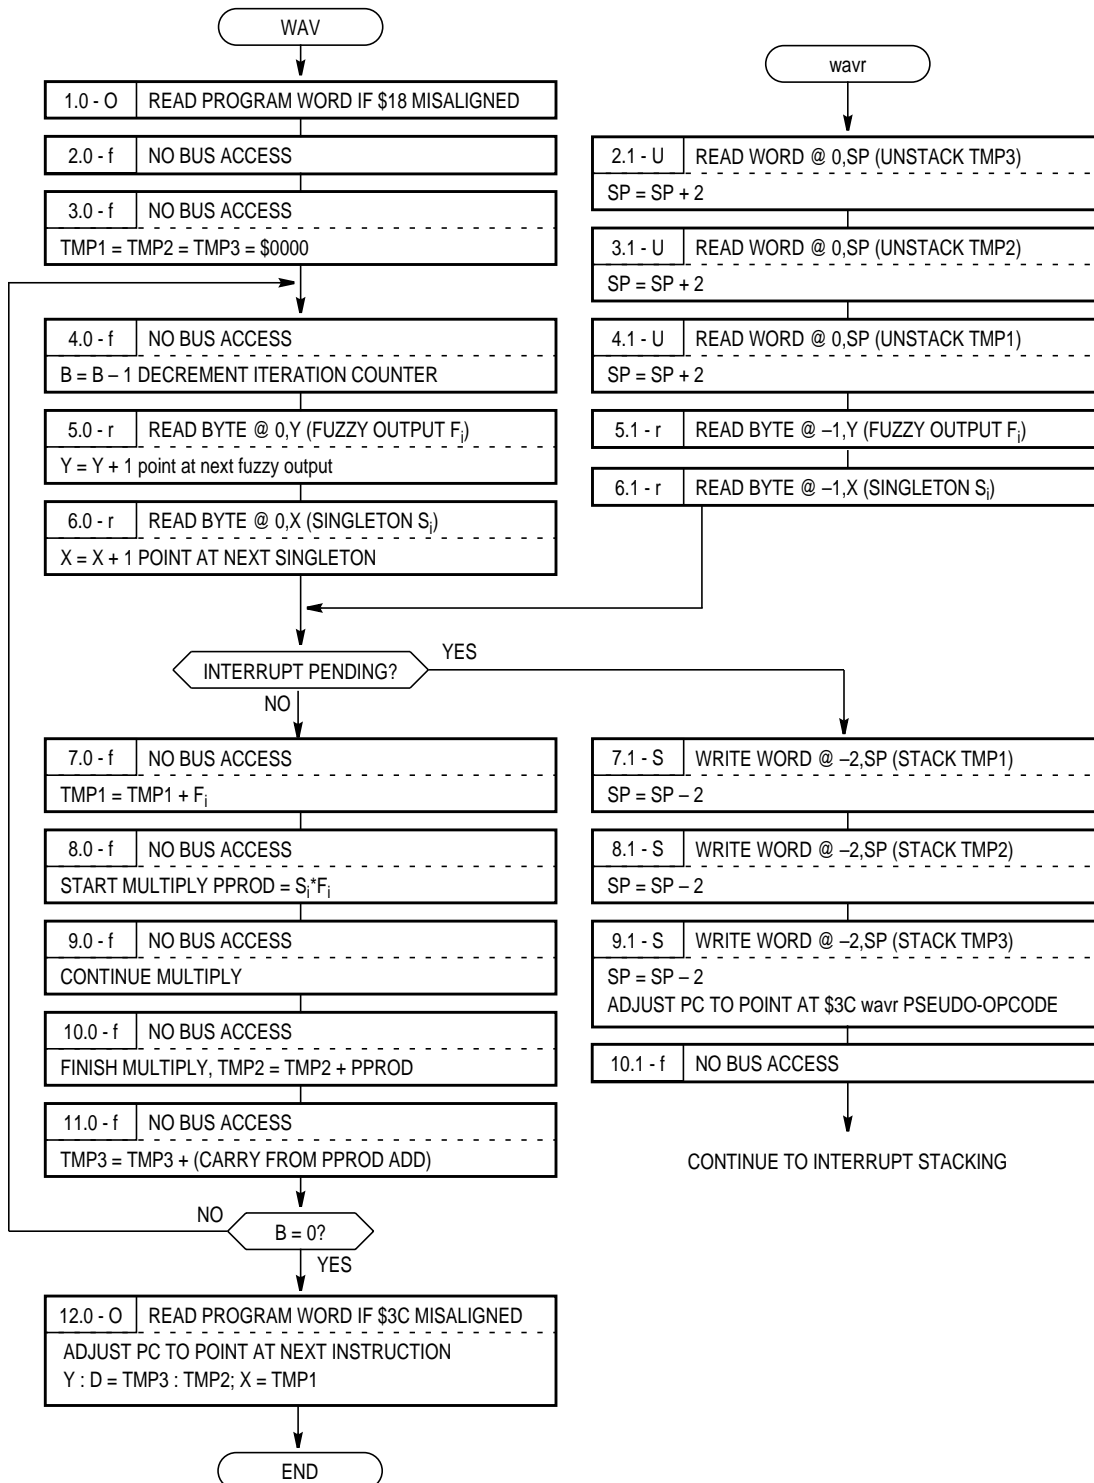 WAV
1.0 - O READ PROGRAM WORD IF $18 MISALIGNED
2.0 - f NO BUS ACCESS
3.0 - f NO BUS ACCESS
TMP1 = TMP2 = TMP3 = $0000
4.0 - f NO BUS ACCESS
B = B – 1 DECREMENT ITERATION COUNTER
5.0 - r READ BYTE @ 0,Y (FUZZY OUTPUT Fi)
Y = Y + 1 point at next fuzzy output
6.0 - r READ BYTE @ 0,X (SINGLETON Si)
X = X + 1 POINT AT NEXT SINGLETON
wavr
2.1 - U READ WORD @ 0,SP (UNSTACK TMP3)
SP = SP + 2
3.1 - U READ WORD @ 0,SP (UNSTACK TMP2)
SP = SP + 2
4.1 - U READ WORD @ 0,SP (UNSTACK TMP1)
SP = SP + 2
5.1 - r READ BYTE @ –1,Y (FUZZY OUTPUT Fi)
6.1 - r READ BYTE @ –1,X (SINGLETON Si)
INTERRUPT PENDING?
YES
NO
7.0 - f NO BUS ACCESS
TMP1 = TMP1 + Fi
8.0 - f NO BUS ACCESS
START MULTIPLY PPROD = Si*Fi
9.0 - f NO BUS ACCESS
CONTINUE MULTIPLY
10.0 - f NO BUS ACCESS
FINISH MULTIPLY, TMP2 = TMP2 + PPROD
11.0 - f NO BUS ACCESS
TMP3 = TMP3 + (CARRY FROM PPROD ADD)
7.1 - S WRITE WORD @ –2,SP (STACK TMP1)
SP = SP – 2
8.1 - S WRITE WORD @ –2,SP (STACK TMP2)
SP = SP – 2
9.1 - S WRITE WORD @ –2,SP (STACK TMP3)
SP = SP – 2
ADJUST PC TO POINT AT $3C wavr PSEUDO-OPCODE
10.1 - f NO BUS ACCESS
CONTINUE TO INTERRUPT STACKING
NO
B = 0?
YES
12.0 - O READ PROGRAM WORD IF $3C MISALIGNED
ADJUST PC TO POINT AT NEXT INSTRUCTION
Y : D = TMP3 : TMP2; X = TMP1
END